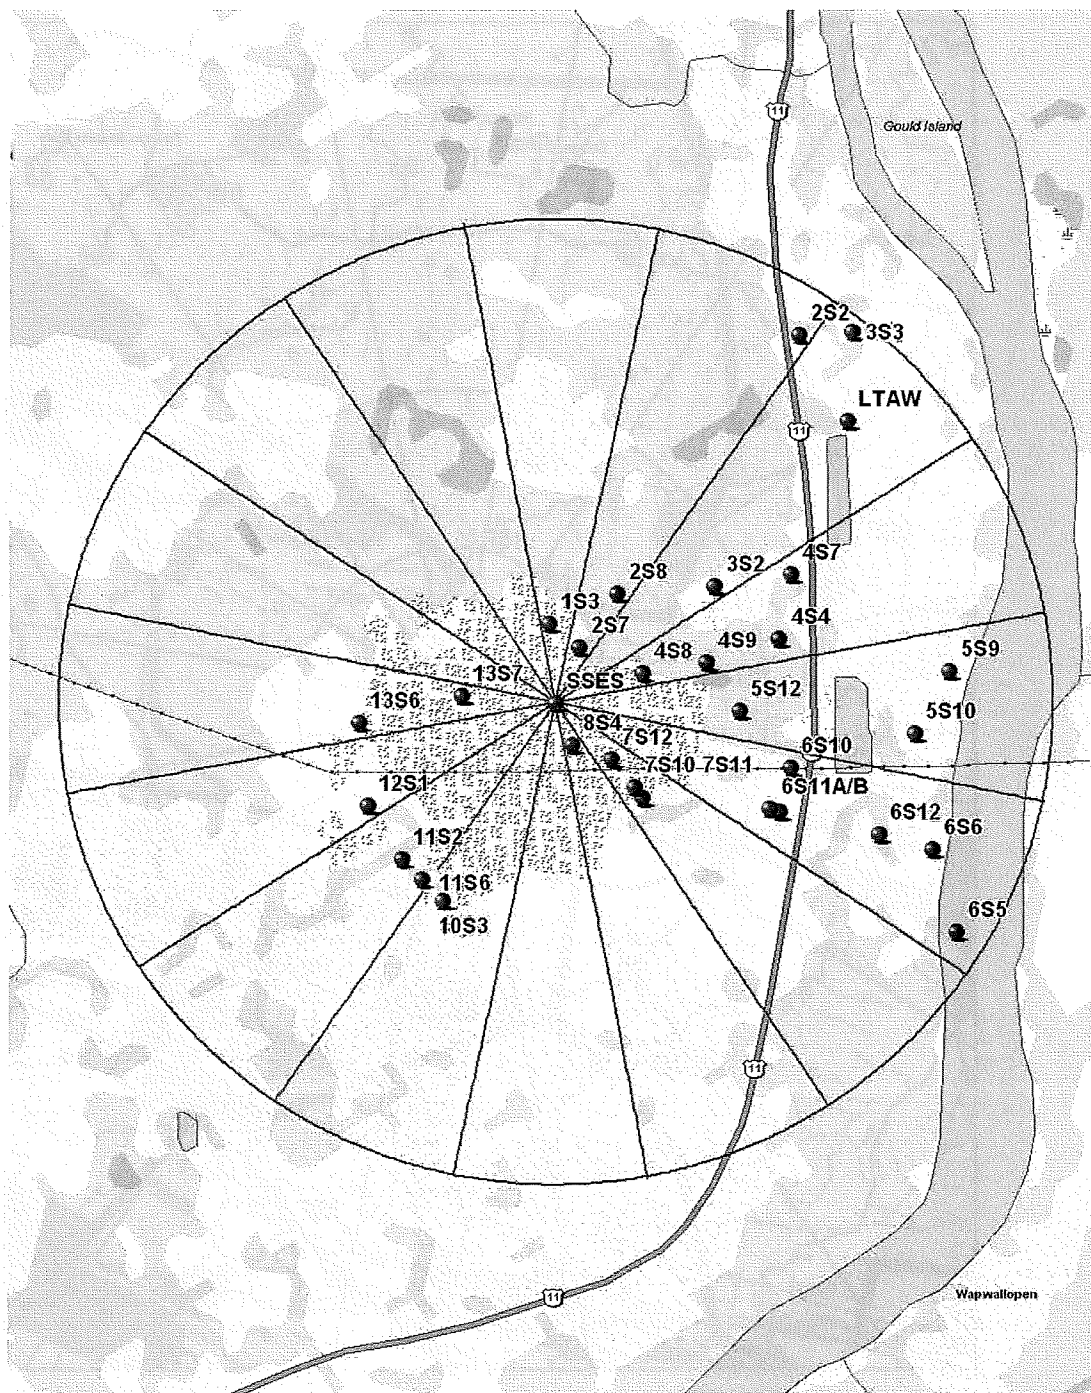 11
Gould Island
2S2
3S3
LTAW
11
4S7
3S2
2S8
1S3
4S4
2S7
4S9
4S8
5S9
SSES
13S7
5S12
13S6
5S10
8S4
7S12
6S10
7S10 7S11
6S11A/B
12S1
6S12
6S6
11S2
11S6
6S5
10S3
11
Wapwallopen
11